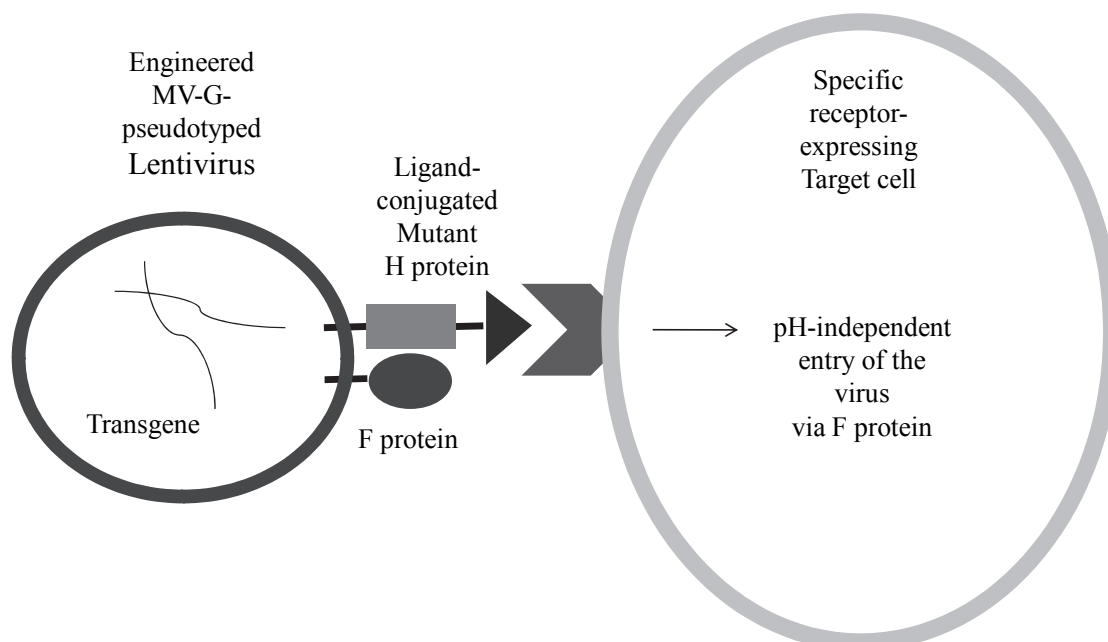 Engineered
MV-G-
pseudotyped
Lentivirus
Ligand-
conjugated
Mutant
H protein
Transgene
F protein
Specific
receptor-
expressing
Target cell
pH-independent
entry of the
virus
via F protein